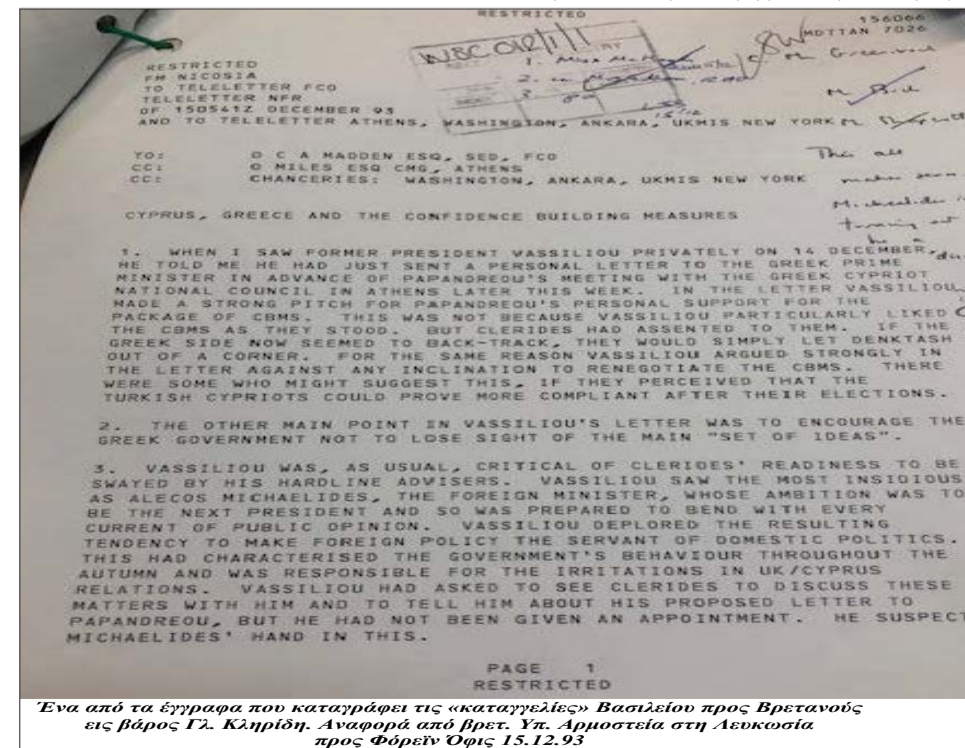 RESTRICTED
156066
MDTTAN 7026
WBC 012/1/1
RESTRICTED
FM NICOSIA
TO TELELETTER FCO
TELELETTER NFR
OF 150541Z DECEMBER 93
AND TO TELELETTER ATHENS, WASHINGTON, ANKARA, UKMIS NEW YORK
TO: D C A MADDEN ESQ, SED, FCO
CC: O MILES ESQ CMG, ATHENS
CC: CHANCERIES: WASHINGTON, ANKARA, UKMIS NEW YORK
This all
makes
turning out
CYPRUS, GREECE AND THE CONFIDENCE BUILDING MEASURES
1. WHEN I SAW FORMER PRESIDENT VASSILIOU PRIVATELY ON 14 DECEMBER,
HE TOLD ME HE HAD JUST SENT A PERSONAL LETTER TO THE GREEK PRIME
MINISTER IN ADVANCE OF PAPANDREOU'S MEETING WITH THE GREEK CYPRIOT
NATIONAL COUNCIL IN ATHENS LATER THIS WEEK. IN THE LETTER VASSILIOU
MADE A STRONG PITCH FOR PAPANDREOU'S PERSONAL SUPPORT FOR THE
PACKAGE OF CBMS. THIS WAS NOT BECAUSE VASSILIOU PARTICULARLY LIKED
THE CBMS AS THEY STOOD. BUT CLERIDES HAD ASSENTED TO THEM. IF THE
GREEK SIDE NOW SEEMED TO BACK-TRACK, THEY WOULD SIMPLY LET DENKTASH
OUT OF A CORNER. FOR THE SAME REASON VASSILIOU ARGUED STRONGLY IN
THE LETTER AGAINST ANY INCLINATION TO RENEGOTIATE THE CBMS. THERE
WERE SOME WHO MIGHT SUGGEST THIS, IF THEY PERCEIVED THAT THE
TURKISH CYPRIOTS COULD PROVE MORE COMPLIANT AFTER THEIR ELECTIONS.
2. THE OTHER MAIN POINT IN VASSILIOU'S LETTER WAS TO ENCOURAGE THE
GREEK GOVERNMENT NOT TO LOSE SIGHT OF THE MAIN "SET OF IDEAS".
3. VASSILIOU WAS, AS USUAL, CRITICAL OF CLERIDES' READINESS TO BE
SWAYED BY HIS HARDLINE ADVISERS. VASSILIOU SAW THE MOST INSIDIOUS
AS ALECOS MICHAELIDES, THE FOREIGN MINISTER, WHOSE AMBITION WAS TO
BE THE NEXT PRESIDENT AND SO WAS PREPARED TO BEND WITH EVERY
CURRENT OF PUBLIC OPINION. VASSILIOU DEPLORED THE RESULTING
TENDENCY TO MAKE FOREIGN POLICY THE SERVANT OF DOMESTIC POLITICS.
THIS HAD CHARACTERISED THE GOVERNMENT'S BEHAVIOUR THROUGHOUT THE
AUTUMN AND WAS RESPONSIBLE FOR THE IRRITATIONS IN UK/CYPRUS
RELATIONS. VASSILIOU HAD ASKED TO SEE CLERIDES TO DISCUSS THESE
MATTERS WITH HIM AND TO TELL HIM ABOUT HIS PROPOSED LETTER TO
PAPANDREOU, BUT HE HAD NOT BEEN GIVEN AN APPOINTMENT. HE SUSPECT
MICHAELIDES' HAND IN THIS.
PAGE 1
RESTRICTED
Ένα από τα έγγραφα που καταγράφει τις «καταγγελίες» Βασιλείου προς Βρετανούς
εις βάρος Γλ. Κληρίδη. Αναφορά από βρετ. Υπ. Αρμοστεία στη Λευκωσία
προς Φόρεϊν Όφις 15.12.93